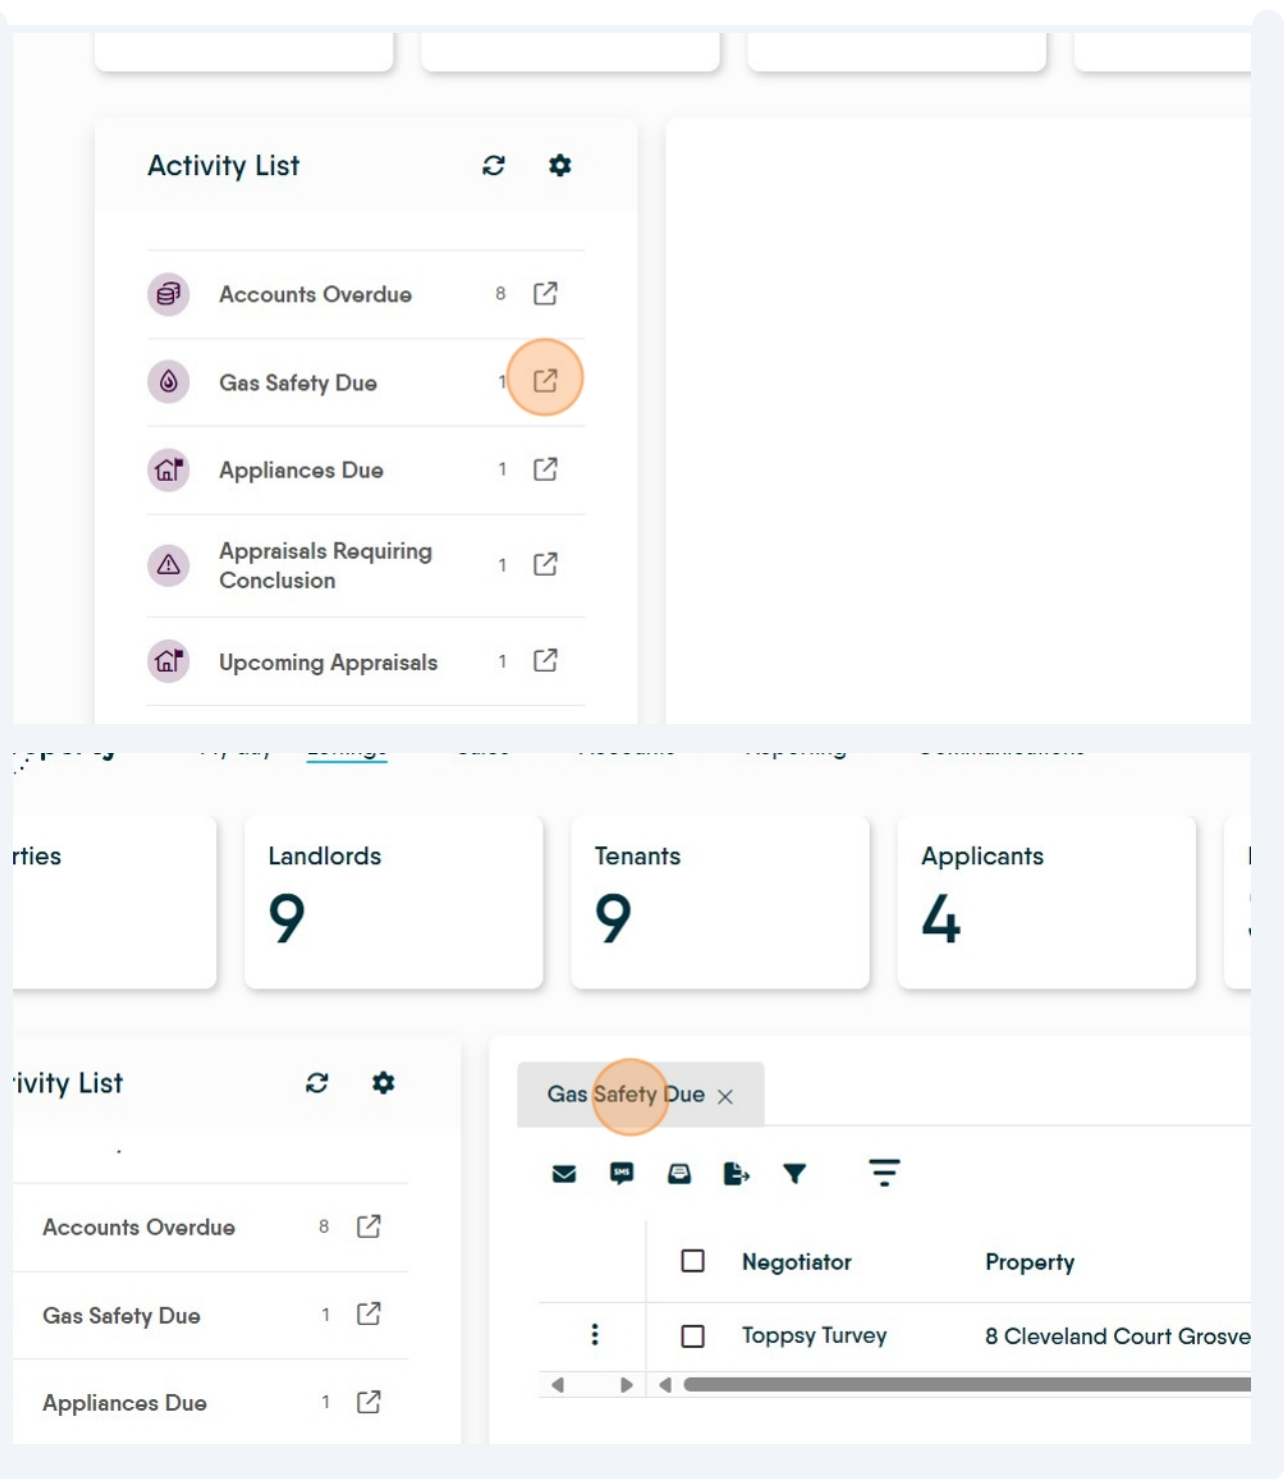 Activity List
Accounts Overdue 8
Gas Safety Due 1
Appliances Due 1
Appraisals Requiring
Conclusion 1
Upcoming Appraisals 1
rties Landlords Tenants Applicants
9 9 4
ivity List
Gas Safety Due ×
SMS
Accounts Overdue 8
Negotiator Property
Gas Safety Due 1
Toppsy Turvey 8 Cleveland Court Grosve
Appliances Due 1